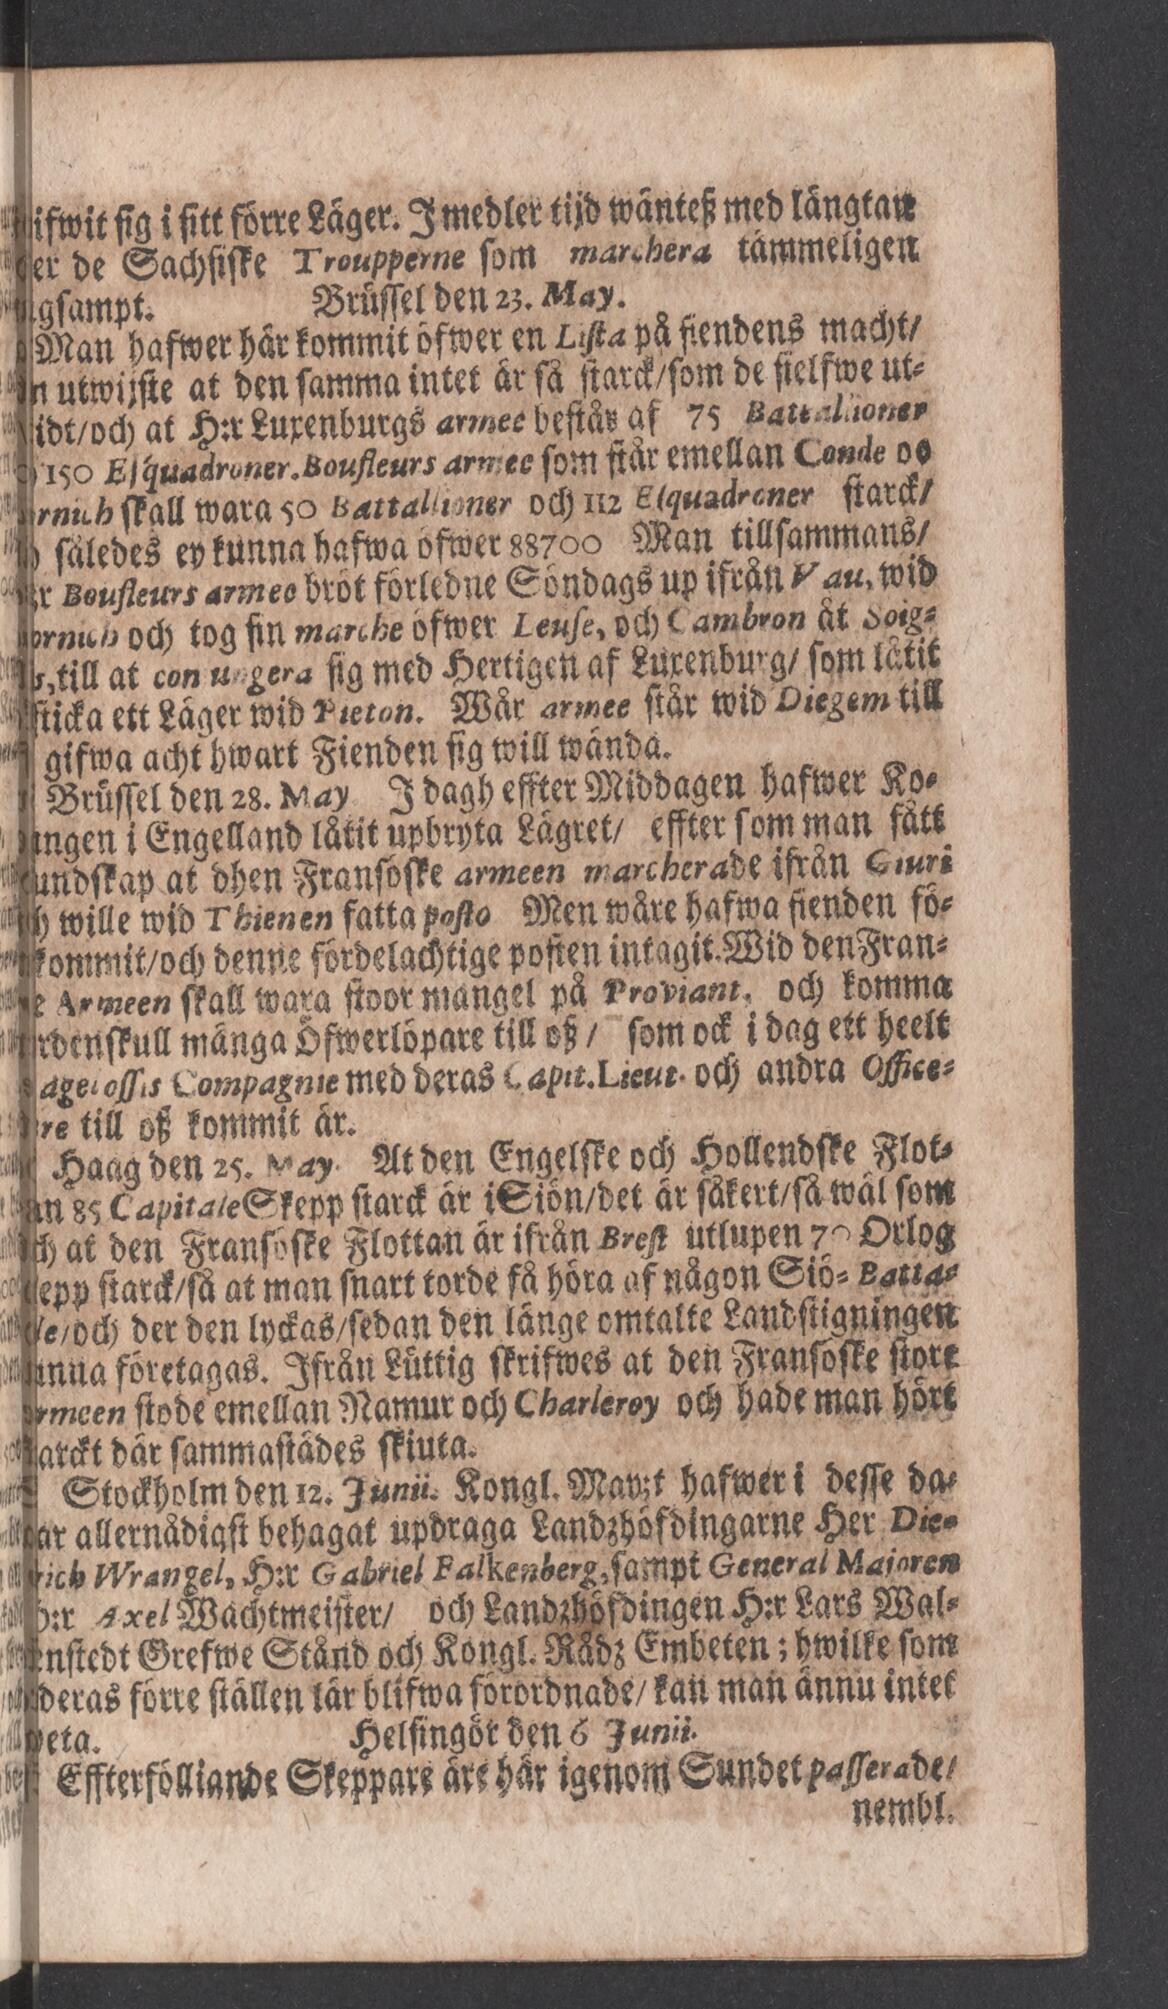 ifwit sig i sitt förre Läger. Imedler tijd wänteß med längtan
er de Sachsiske Troupperne som marchera tämmeligen
gsampt. Brüssel den 23. May.
Man hafwer här kommit öfwer en Lista på fiendens macht/
n utwijste at den samma intet är så starck/som de sielfwe ut-
idt/och at H:r Luxenburgs armee består af 75 Battallioner
150 Esquadroner. Boufleurs armee som står emellan Conde oo
rnich skall wara 50 Battallioner och 112 Esquadroner starck/
således ey kunna hafwa öfwer 88700 Man tillsammans/
r Boufleurs armee bröt förledne Söndags up ifrån Vau, wid
ornich och tog sin marche öfwer Leuse, och Cambron åt Soig-
s, till at conjungera sig med Hertigen af Luxenburg/ som låtit
sticka ett Läger wid Pieton. Wår armee står wid Diegem till
gifwa acht hwart Fienden sig will wända.
Brüssel den 28. May I dagh effter Middagen hafwer Ko-
ngen i Engelland låtit upbryta Lägret/ effter som man fått
undskap at dhen Fransöske armeen marcherade ifrån Giuri
h wille wid Thienen fatta posto Men wåre hafwa fienden fö-
kommit/och denne fördelachtige posten intagit. Wid den Fran-
e Armeen skall wara stoor mangel på Proviant, och komma
rdenskull många Öfwerlöpare till oß/ som ock i dag ett heelt
agelossis Compagnie med deras Capit. Lieut. och andra Office-
re till oß kommit är.
Haag den 25. May. At den Engelske och Hollendske Flot-
an 85 Capitale Skepp starck är i Siön/det är säkert/så wäl som
ch at den Fransöske Flottan är ifrån Brest utlupen 70 Orlog
epp starck/så at man snart torde få höra af någon Siö-Batta-
le/och der den lyckas/sedan den länge omtalte Landstigningen
unna företagas. Ifrån Lüttig skrifwes at den Fransöske store
rmeen stode emellan Namur och Charleroy och hade man hört
arckt där sammastädes skiuta.
Stockholm den 12. Junii. Kongl. May:t hafwer i desse da-
ar allernådigst behagat updraga Landzhöfdingarne Her Die-
rich Wrangel, H:r Gabriel Falkenberg, sampt General Majoren
H:r Axel Wachtmeister/ och Landzhöfdingen H:r Lars Wal-
enstedt Grefwe Stånd och Kongl. Rådz Embeten; hwilke som
deras förre ställen lär blifwa förordnade/ kan man ännu intet
weta. Helsingör den 6 Junii.
Effterfölliande Skeppare äre här igenom Sundet passerade/
nembl.